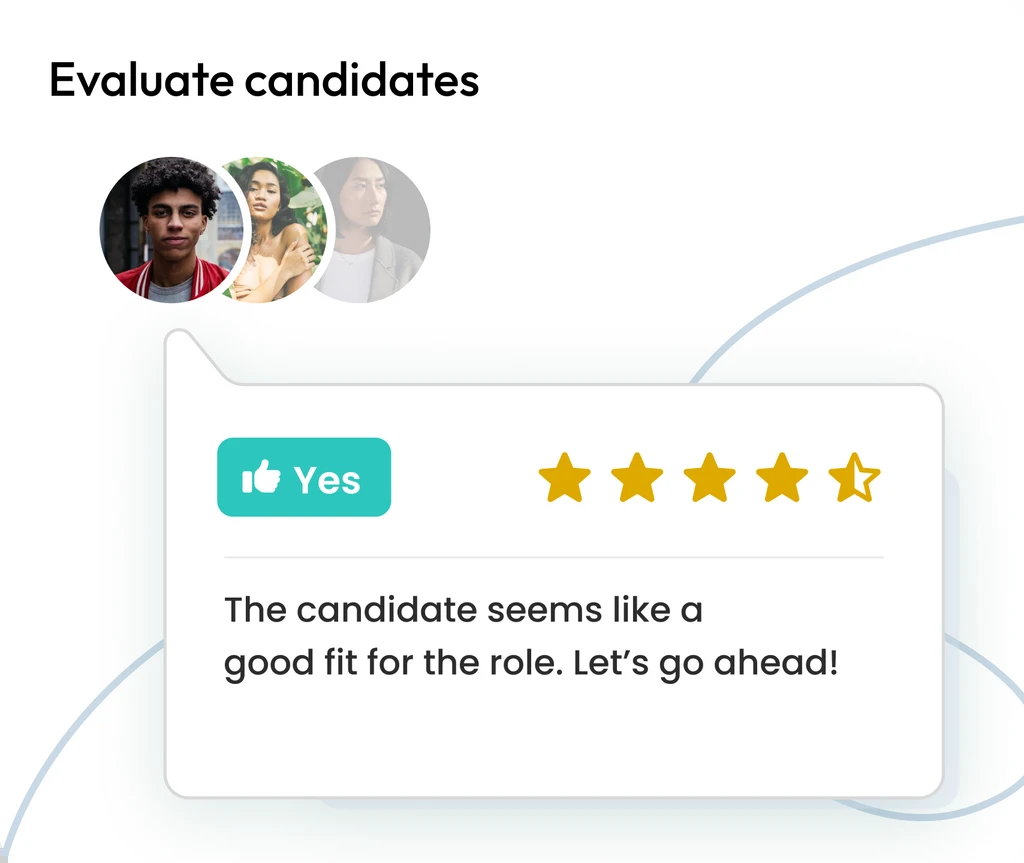 Evaluate candidates
Yes
The candidate seems like a
good fit for the role. Let’s go ahead!